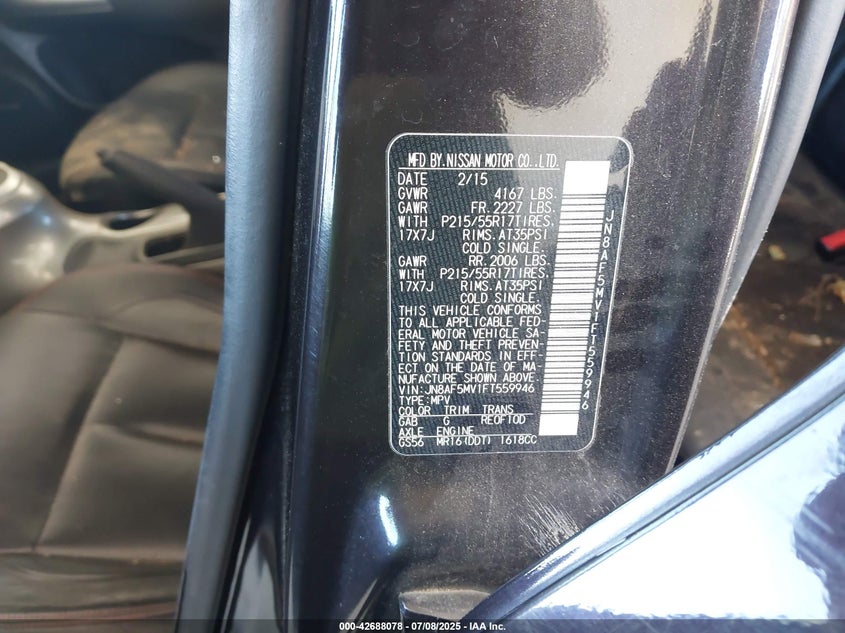 MFD BY. NISSAN MOTOR CO., LTD.
DATE 2/15
GVWR 4167 LBS.
GAWR FR. 2227 LBS.
WITH P215/55R17TIRES,
17X7J RIMS. AT35PSI
COLD SINGLE.
GAWR RR. 2006 LBS.
WITH P215/55R17TIRES,
17X7J RIMS. AT35PSI
COLD SINGLE.
THIS VEHICLE CONFORMS
TO ALL APPLICABLE FED-
ERAL MOTOR VEHICLE SA-
FETY AND THEFT PREVEN-
TION STANDARDS IN EFF-
ECT ON THE DATE OF MA-
NUFACTURE SHOWN ABOVE.
VIN: JN8AF5MV1FT559946
TYPE: MPV
COLOR TRIM TRANS
GAB G RE0F10D
AXLE ENGINE
GS56 MR16(DDT) 1618CC
JN8AF5MV1FT559946
000-42688078 - 07/08/2025 - IAA Inc.